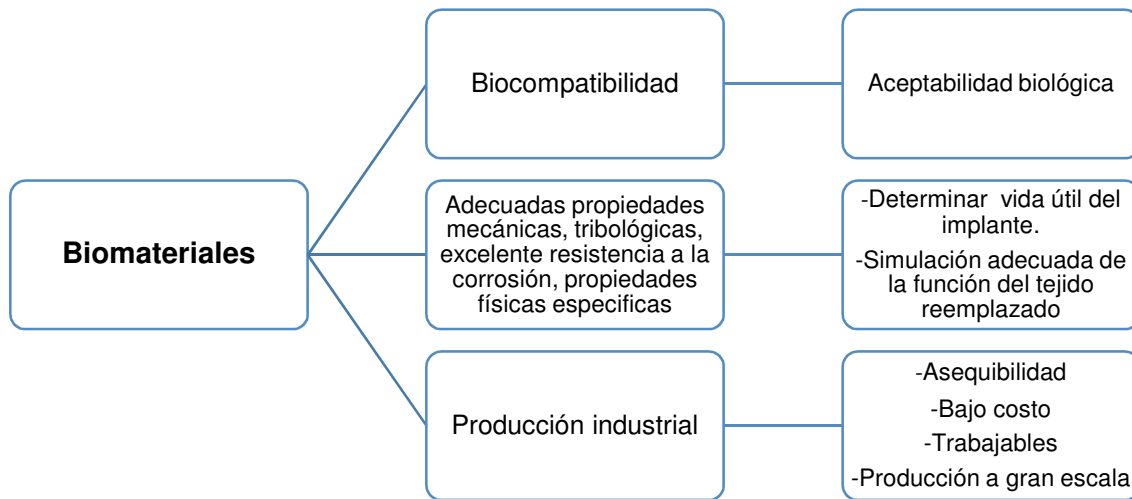 Biomateriales
Biocompatibilidad
Aceptabilidad biológica
Adecuadas propiedades
mecánicas, tribológicas,
excelente resistencia a la
corrosión, propiedades
físicas especificas
-Determinar vida útil del
implante.
-Simulación adecuada de
la función del tejido
reemplazado
Producción industrial
-Asequibilidad
-Bajo costo
-Trabajables
-Producción a gran escala